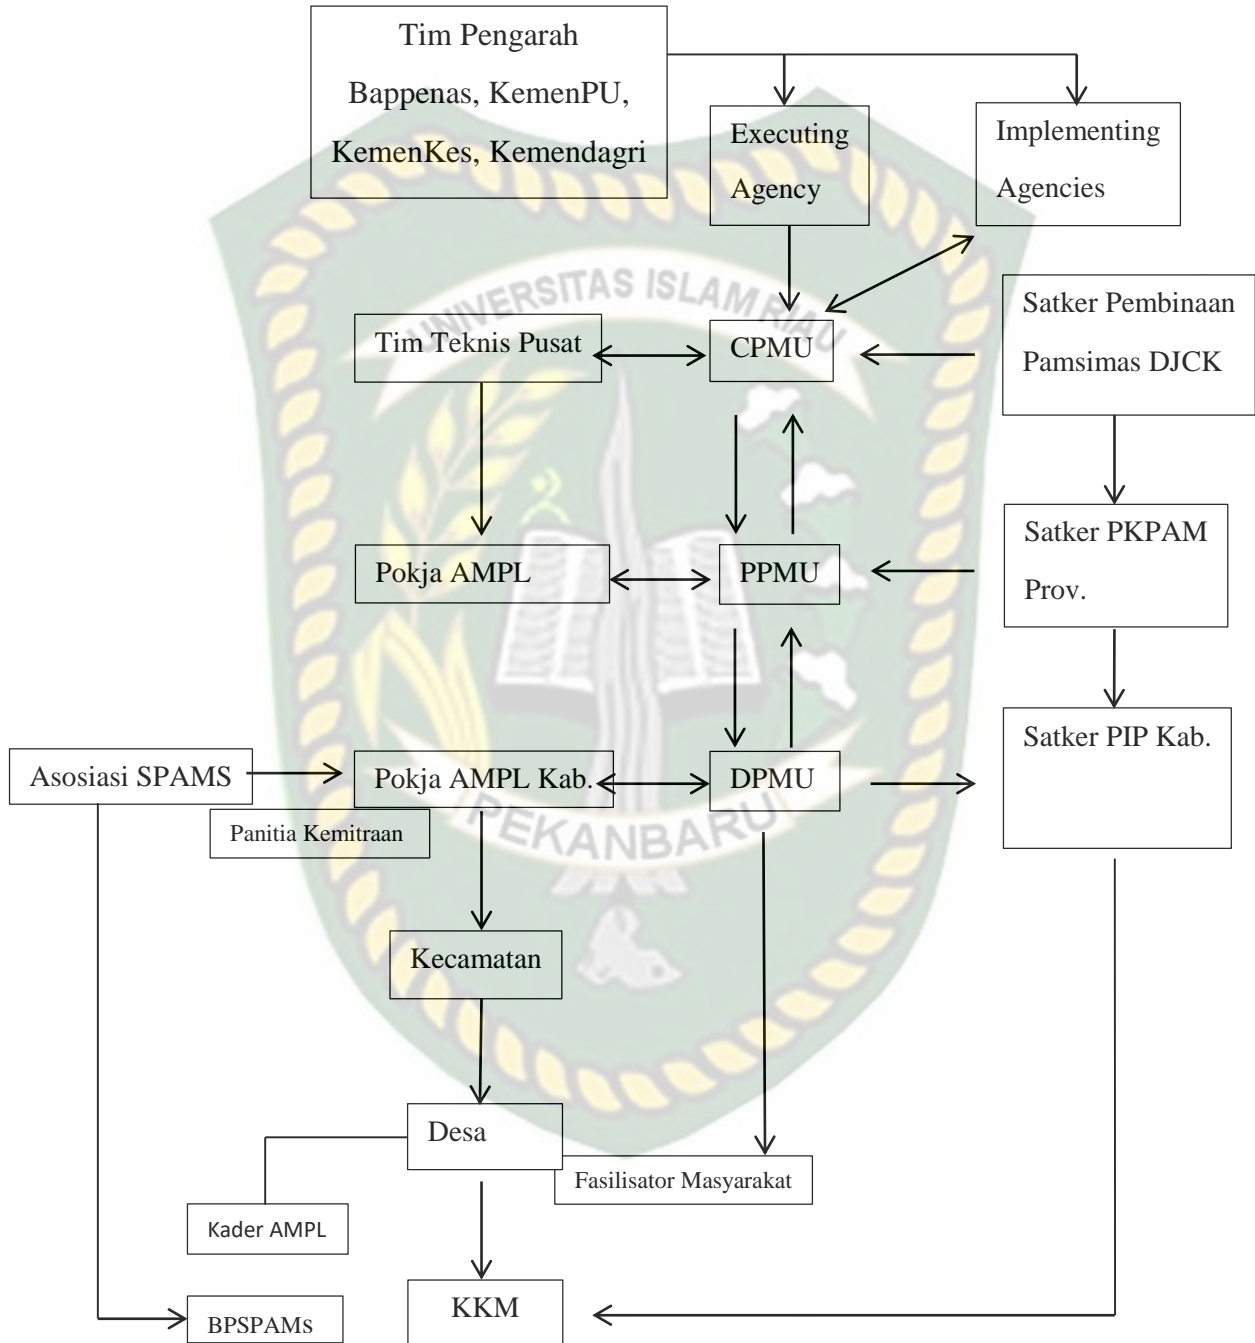 Tim Pengarah
Bappenas, KemenPU,
KemenKes, Kemendagri
Executing
Agency
Implementing
Agencies
UNIVERSITAS ISLAM RIAU
Tim Teknis Pusat
CPMU
Satker Pembinaan
Pamsimas DJCK
Pokja AMPL
PPMU
Satker PKPAM
Prov.
Asosiasi SPAMS
Pokja AMPL Kab.
DPMU
Satker PIP Kab.
Panitia Kemitraan
PEKANBARU
Kecamatan
Desa
Fasilisator Masyarakat
Kader AMPL
KKM
BPSPAMs